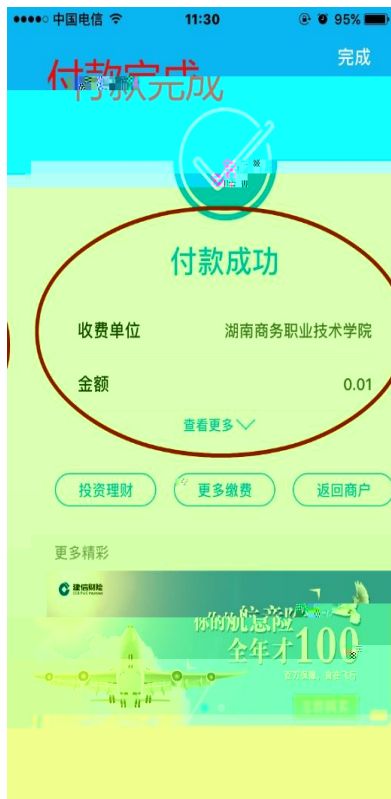 中国电信 11:30 95%
完成
付款完成
付款成功
收费单位 湖南商务职业技术学院
金额 0.01
查看更多
投资理财 更多缴费 返回商户
更多精彩
建信财险
你的航意险
全年才100